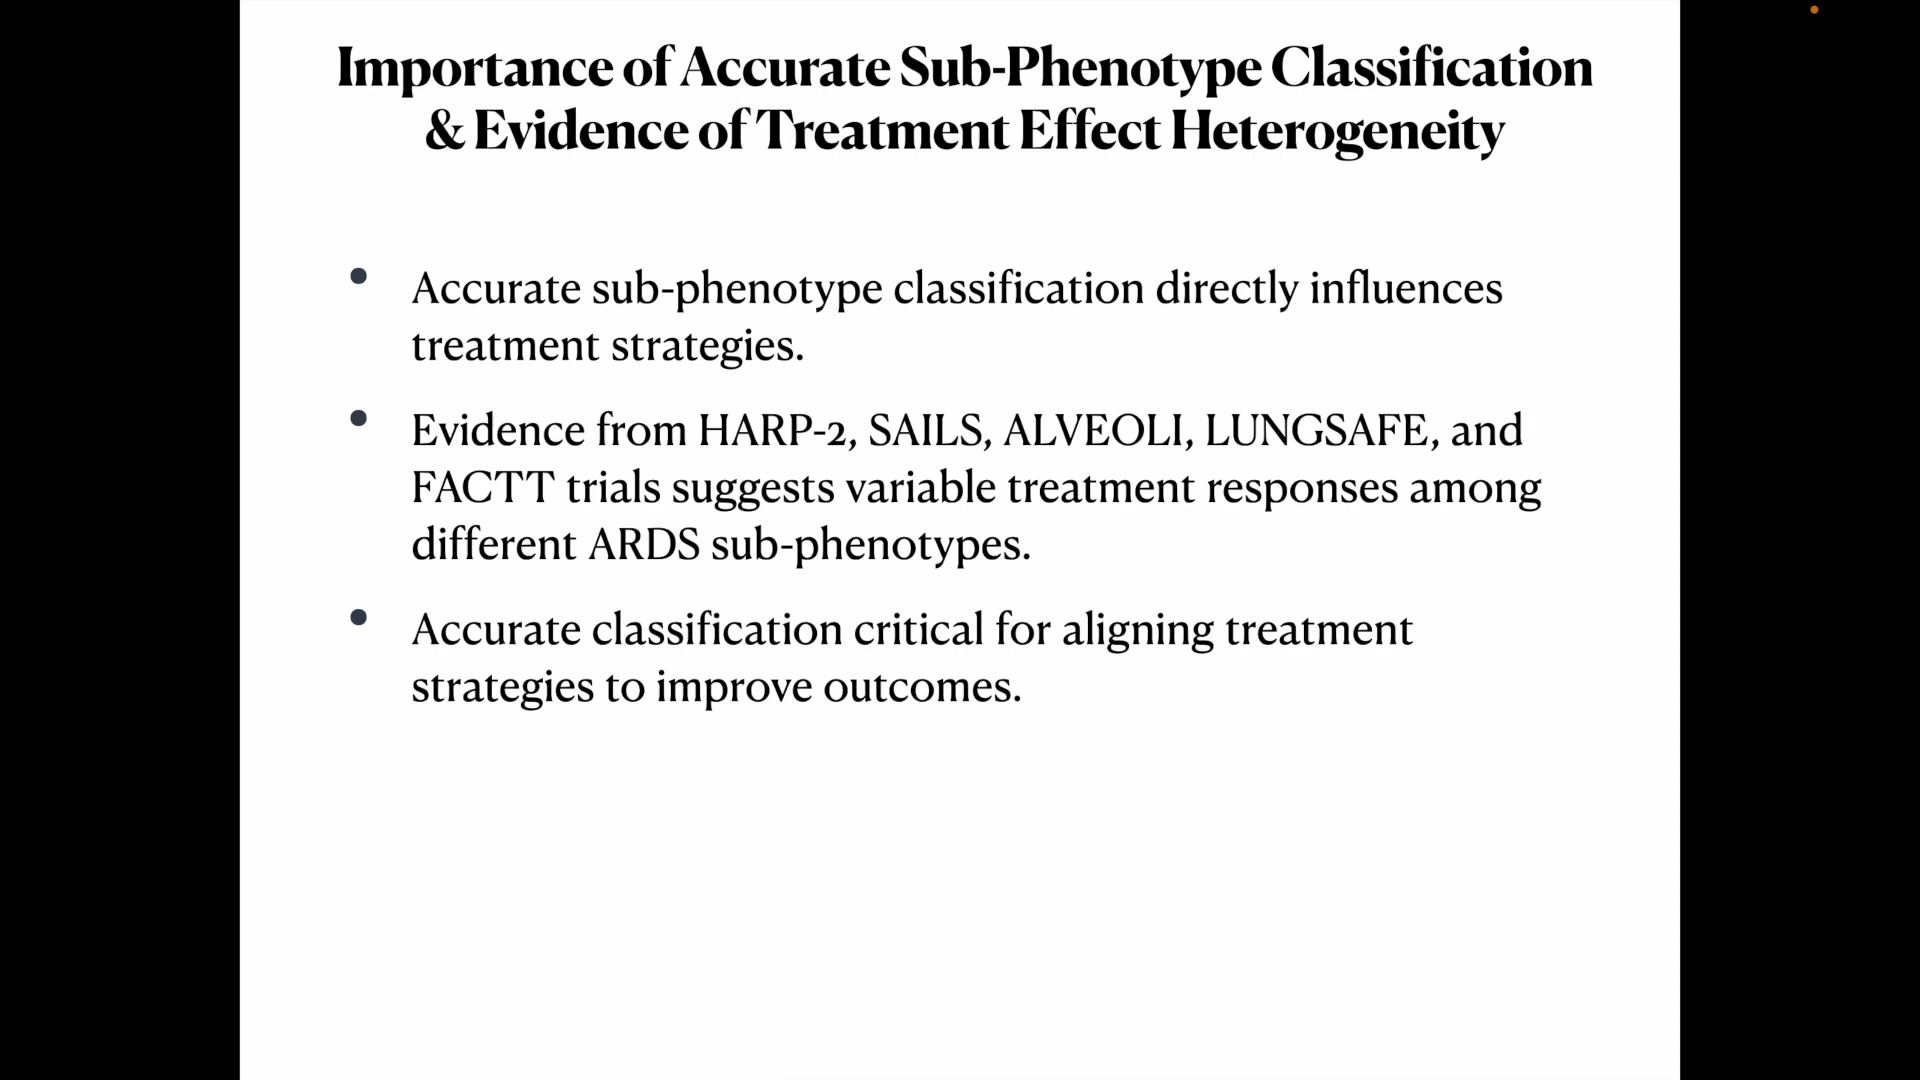 Importance of Accurate Sub-Phenotype Classification
& Evidence of Treatment Effect Heterogeneity
• Accurate sub-phenotype classification directly influences
treatment strategies.
• Evidence from HARP-2, SAILS, ALVEOLI, LUNGSAFE, and
FACTT trials suggests variable treatment responses among
different ARDS sub-phenotypes.
• Accurate classification critical for aligning treatment
strategies to improve outcomes.